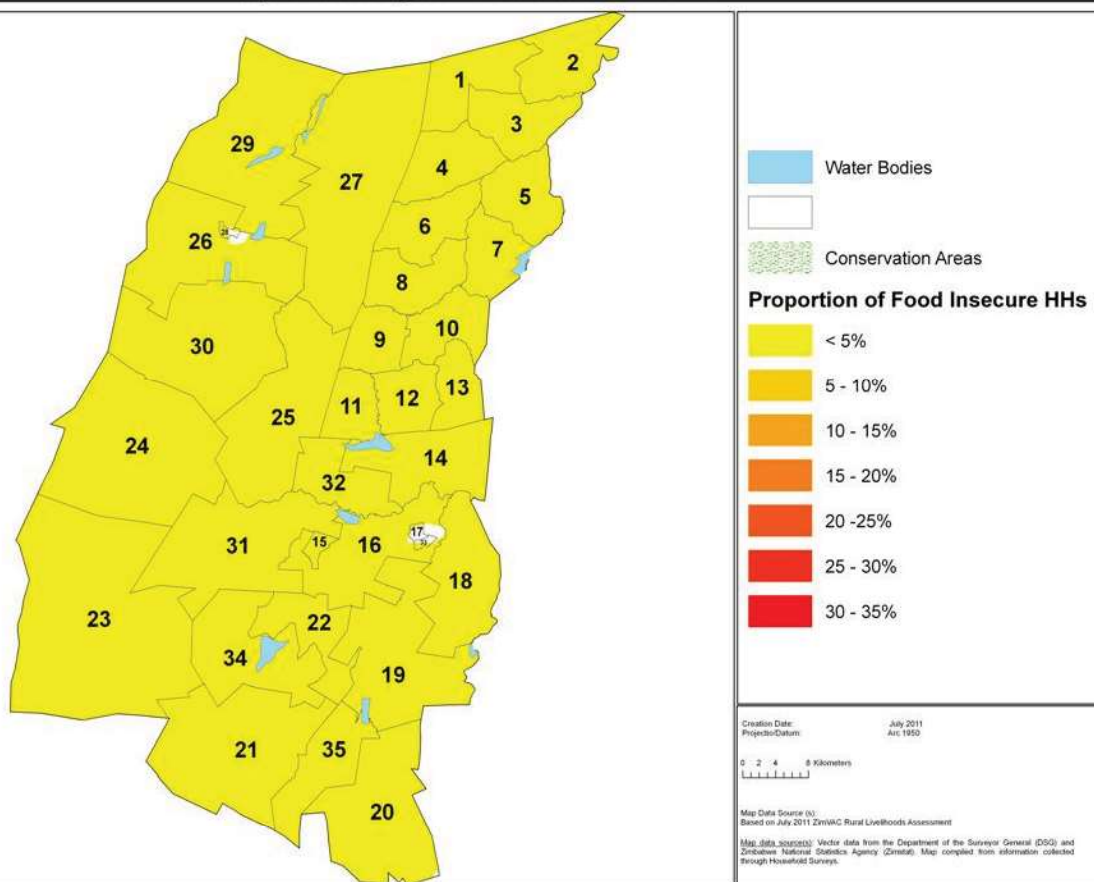 1
2
3
29
4
27
5
6
26
28
7
8
30
9
10
13
12
11
25
24
14
32
17
15
16
31
18
23
22
34
19
21
35
20
Water Bodies
Conservation Areas
Proportion of Food Insecure HHs
< 5%
5 - 10%
10 - 15%
15 - 20%
20 -25%
25 - 30%
30 - 35%
Creation Date: July 2011
Projectio/Datum: Arc 1950
0 2 4 8 Kilometers
Map Data Source (s):
Based on July 2011 ZimVAC Rural Livelihoods Assessment
Map data source(s): Vector data from the Department of the Surveyor General (DSG) and
Zimbabwe National Statistics Agency (Zimstat). Map compiled from information collected
through Household Surveys.